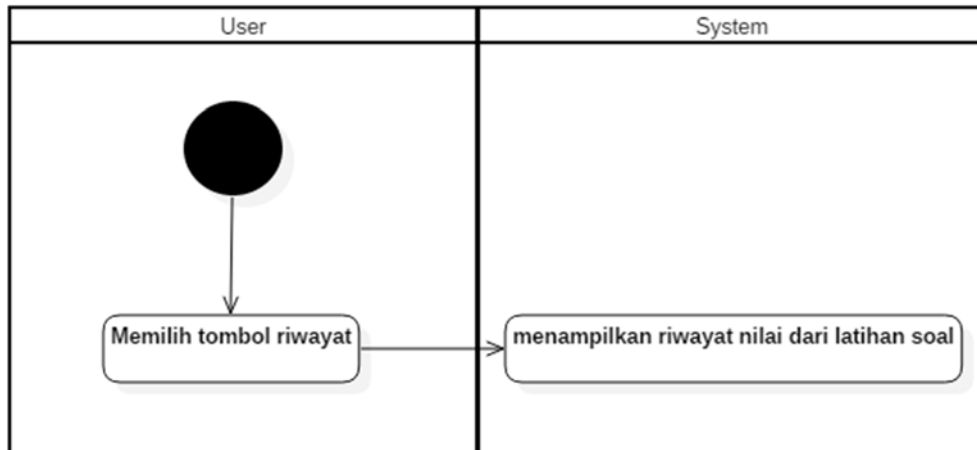 User
System
Memilih tombol riwayat
menampilkan riwayat nilai dari latihan soal